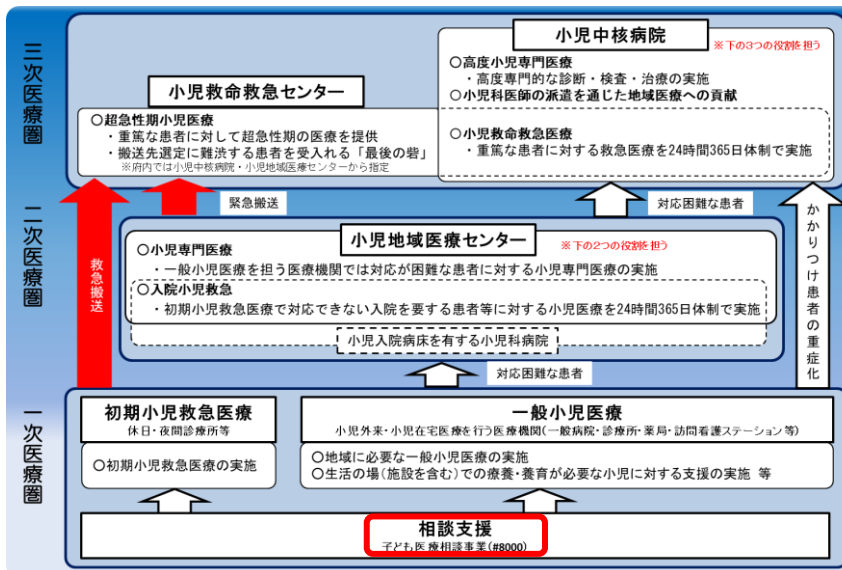 三次医療圏
小児中核病院
※下の3つの役割を担う
〇高度小児専門医療
・高度専門的な診断・検査・治療の実施
〇小児科医師の派遣を通じた地域医療への貢献
〇小児救命救急医療
・重篤な患者に対する救急医療を24時間365日体制で実施
小児救命救急センター
〇超急性期小児医療
・重篤な患者に対して超急性期の医療を提供
・搬送先選定に難渋する患者を受入れる「最後の砦」
※府内では小児中核病院・小児地域医療センターから指定
緊急搬送
対応困難な患者
二次医療圏
救急搬送
かかりつけ患者の重症化
小児地域医療センター
※下の2つの役割を担う
〇小児専門医療
・一般小児医療を担う医療機関では対応が困難な患者に対する小児専門医療の実施
〇入院小児救急
・初期小児救急医療で対応できない入院を要する患者等に対する小児医療を24時間365日体制で実施
小児入院病床を有する小児科病院
対応困難な患者
一次医療圏
初期小児救急医療
休日・夜間診療所等
〇初期小児救急医療の実施
一般小児医療
小児外来・小児在宅医療を行う医療機関(一般病院・診療所・薬局・訪問看護ステーション等)
〇地域に必要な一般小児医療の実施
〇生活の場(施設を含む)での療養・養育が必要な小児に対する支援の実施 等
相談支援
子ども医療相談事業(#8000)